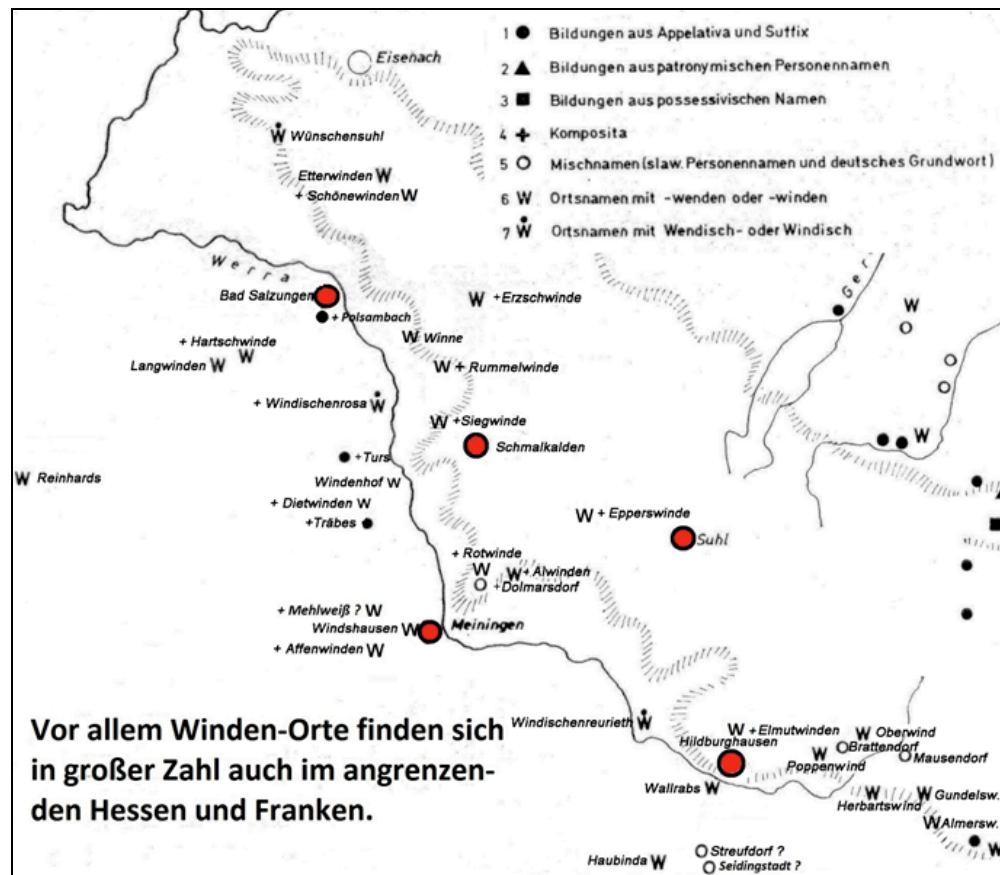 1 ● Bildungen aus Appelativa und Suffix
2 ▲ Bildungen aus patronymischen Personennamen
3 ■ Bildungen aus possessivischen Namen
4 + Komposita
5 ○ Mischnamen (slaw. Personennamen und deutsches Grundwort)
6 W Ortsnamen mit -wenden oder -winden
7 Ẇ Ortsnamen mit Wendisch- oder Windisch
Eisenach
Wünschensuhl
Etterwinden W
+ Schönewinden W
Werra
Ger.
Bad Salzungen
+ Polsambach
W + Erzschwinde
W Winne
+ Hartschwinde
W
Langwinden W
W + Rummelwinde
+ Windischenrosa Ẇ
W +Siegwinde
Schmalkalden
+ Turs
W Reinhards
Windenhof W
+ Dietwinden W
+Träbes
W + Epperswinde
Suhl
+ Rotwinde
W
W + Alwinden
+Dolmarsdorf
+ Mehlweiß ? W
Windshausen W
Meiningen
+ Affenwinden W
Windischenreurieth Ẇ
W +Elmutwinden
Hildburghausen
W Oberwind
Brattendorf
Poppenwind
Mausendorf
Wallrabs W
Herbartswind
W Gundelsw.
W Almersw.
Haubinda W
Streufdorf ?
Seidingstadt ?
Vor allem Winden-Orte finden sich
in großer Zahl auch im angrenzen-
den Hessen und Franken.